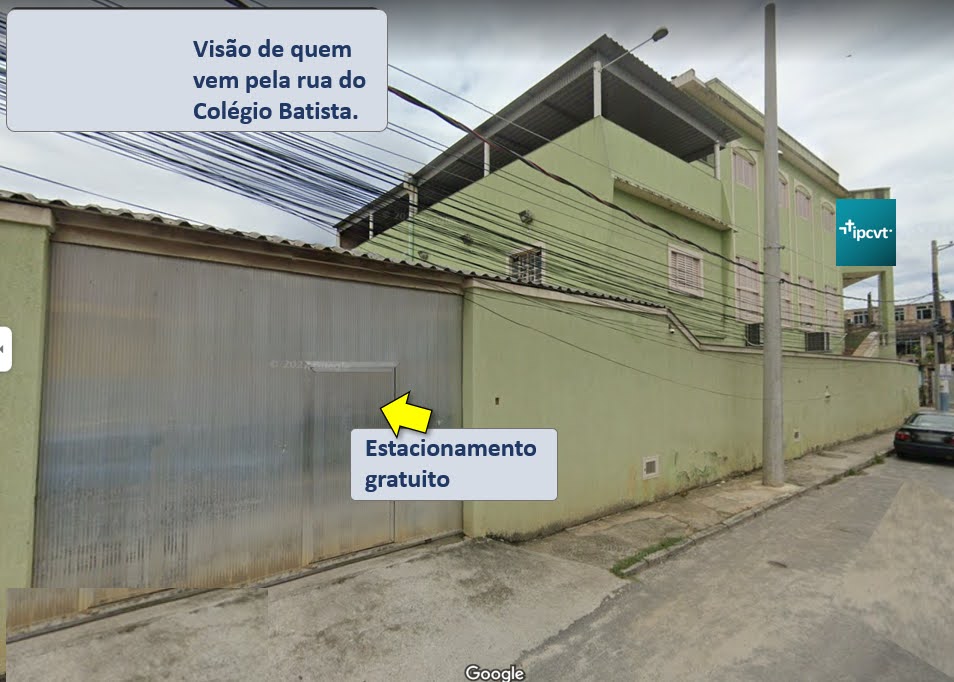 Visão de quem
vem pela rua do
Colégio Batista.
ipcvt
Estacionamento
gratuito
Google